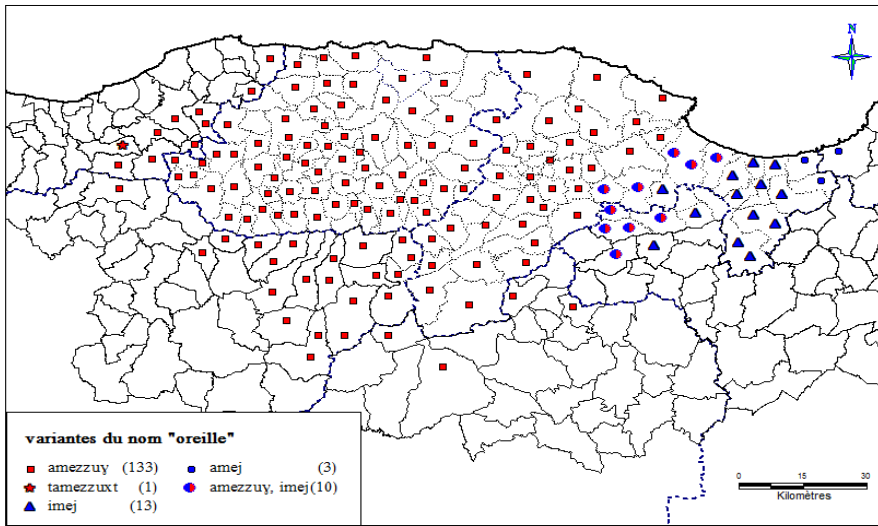 N
variantes du nom "oreille"
amezzuɣ (133)
amej (3)
tamezzuxt (1)
amezzuɣ, imej(10)
imej (13)
0 15 30
Kilomètres